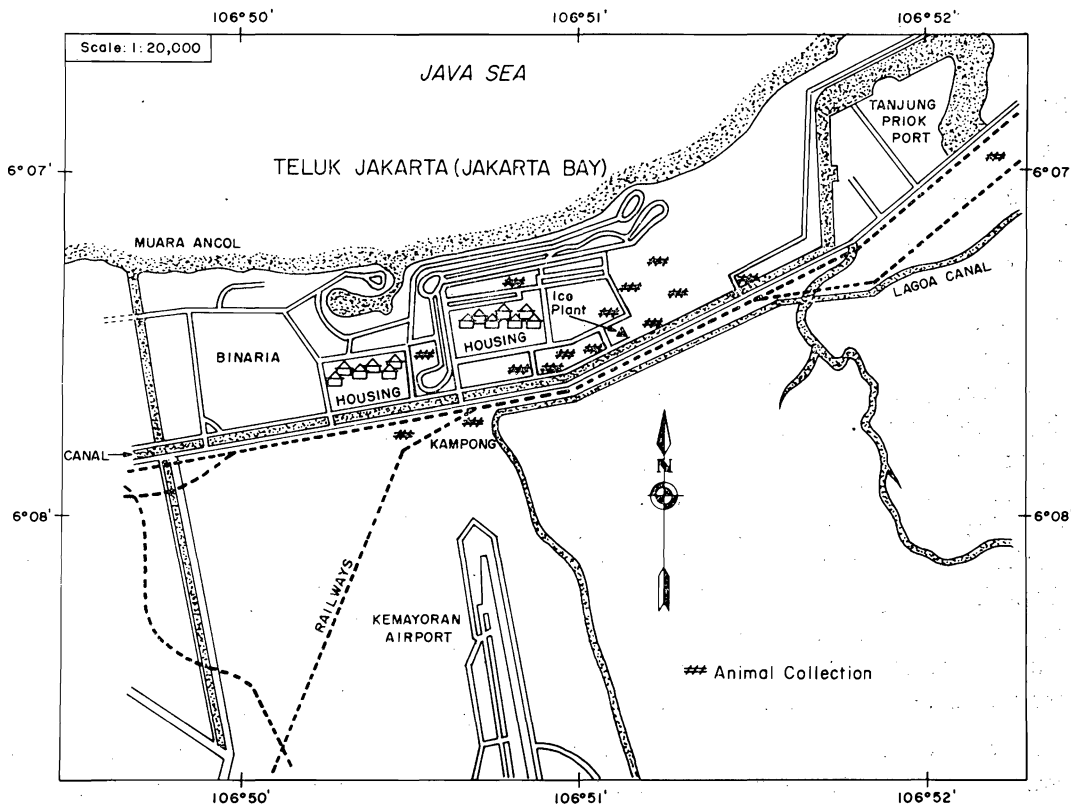 106°50' 106°51' 106°52'
Scale: 1: 20,000
JAVA SEA
TANJUNG
PRIOK
PORT
6°07' 6°07'
TELUK JAKARTA (JAKARTA BAY)
MUARA ANCOL
LAGOA CANAL
Ice
Plant
HOUSING
BINARIA
HOUSING
KAMPONG
CANAL
N
6°08' 6°08
RAILWAYS
KEMAYORAN
AIRPORT
Animal Collection
106°50' 106°51' 106°52'